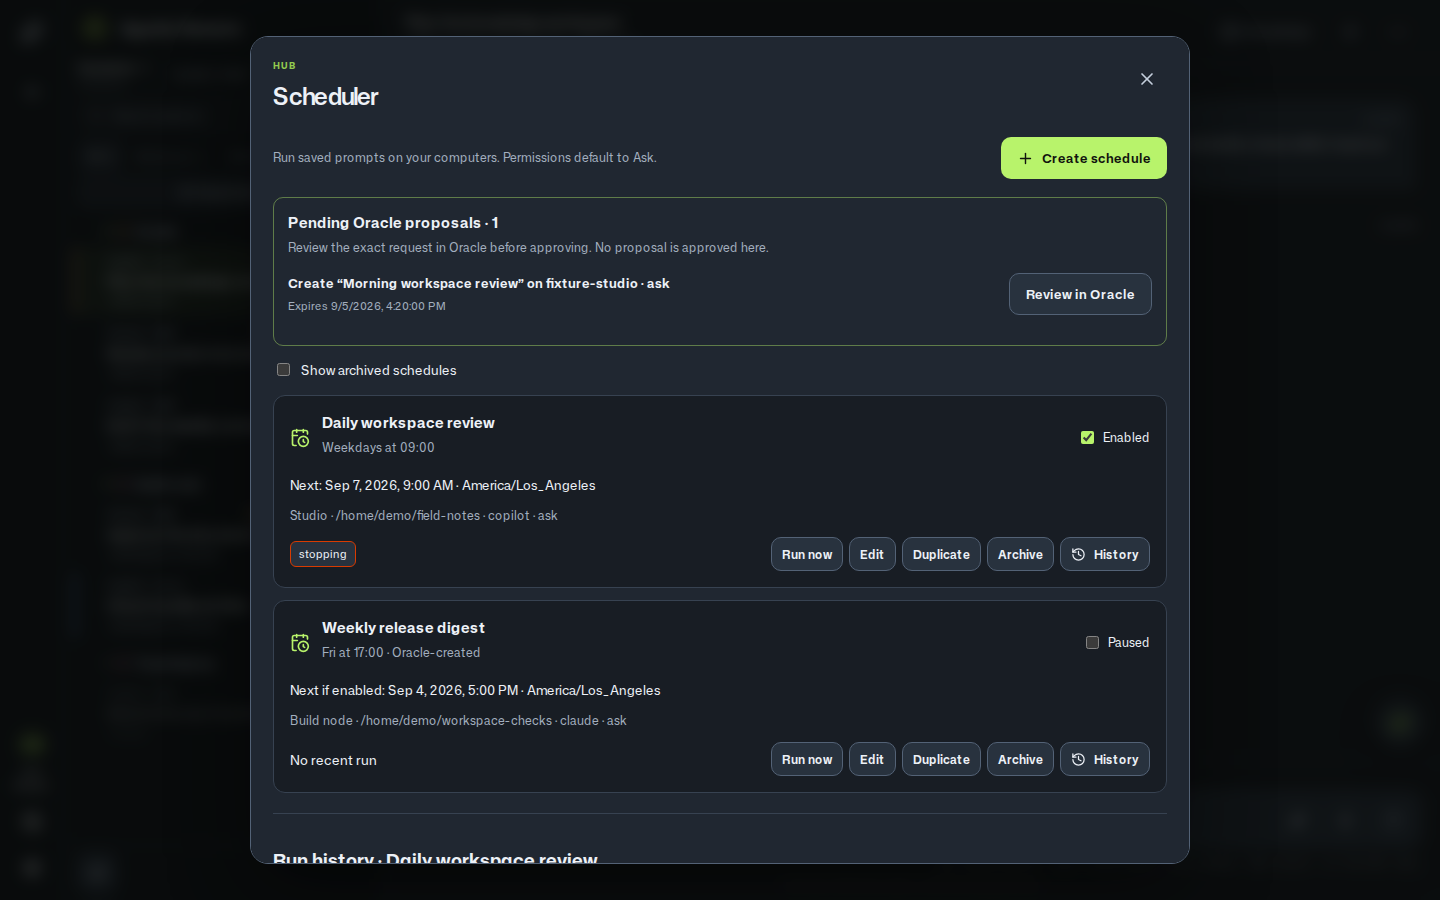 HUB
Scheduler
Run saved prompts on your computers. Permissions default to Ask.
Create schedule
Pending Oracle proposals · 1
Review the exact request in Oracle before approving. No proposal is approved here.
Create “Morning workspace review” on fixture-studio · ask
Expires 9/5/2026, 4:20:00 PM
Review in Oracle
Show archived schedules
Daily workspace review
Weekdays at 09:00
Enabled
Next: Sep 7, 2026, 9:00 AM · America/Los_Angeles
Studio · /home/demo/field-notes · copilot · ask
stopping
Run now
Edit
Duplicate
Archive
History
Weekly release digest
Fri at 17:00 · Oracle-created
Paused
Next if enabled: Sep 4, 2026, 5:00 PM · America/Los_Angeles
Build node · /home/demo/workspace-checks · claude · ask
No recent run
Run now
Edit
Duplicate
Archive
History
Run history · Daily workspace review